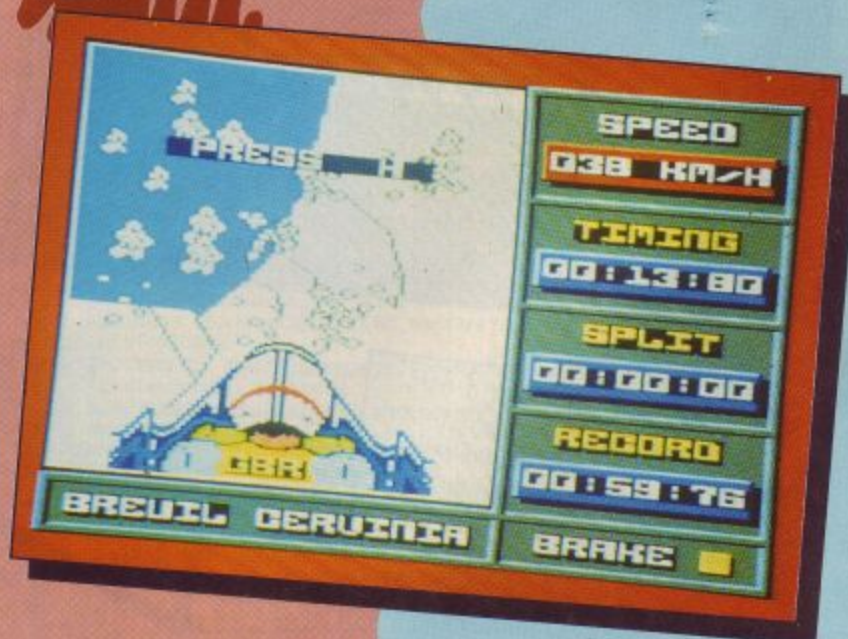 PRESS H
GBR
BREUIL CERVINIA
SPEED
038 KM/H
TIMING
00:13:80
SPLIT
00:00:00
RECORD
00:59:76
BRAKE